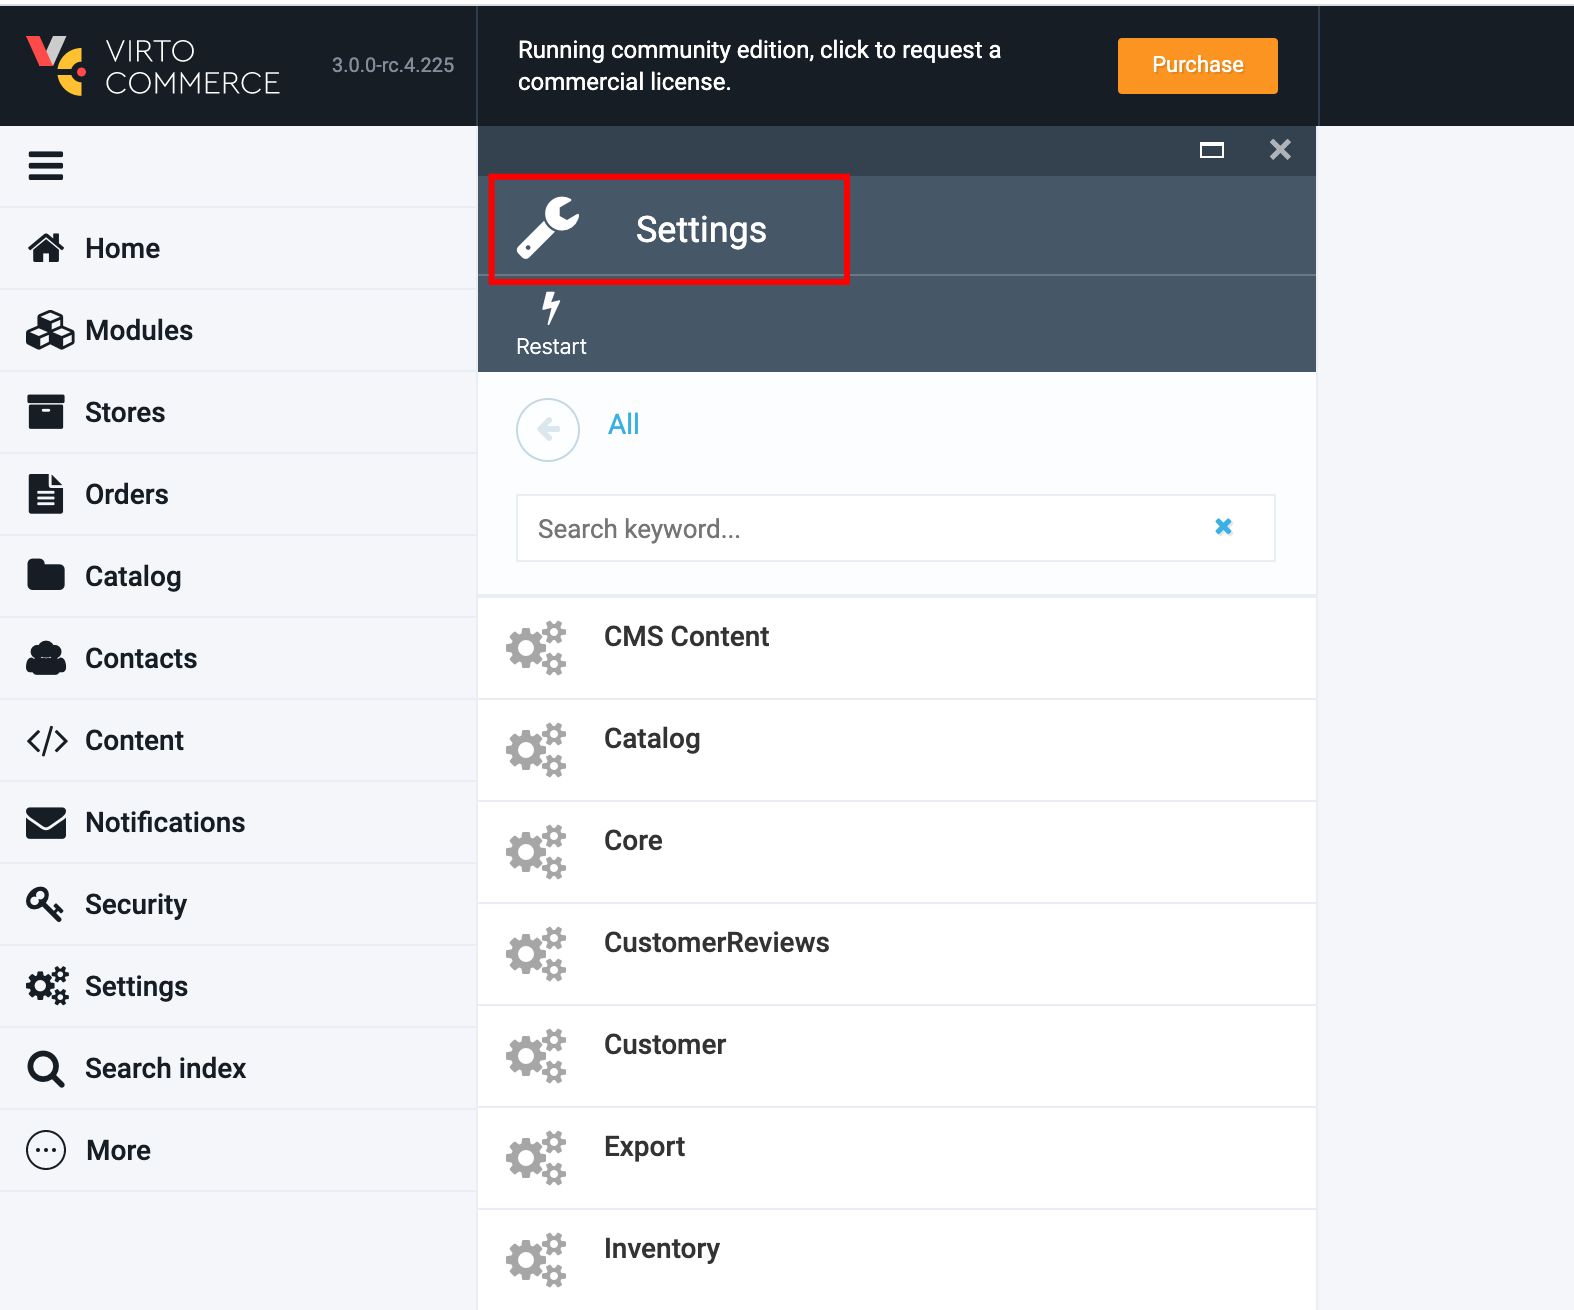 VIRTO
COMMERCE
3.0.0-rc.4.225
Running community edition, click to request a
commercial license.
Purchase
Home
Modules
Stores
Orders
Catalog
Contacts
Content
Notifications
Security
Settings
Search index
More
Settings
Restart
All
Search keyword...
CMS Content
Catalog
Core
CustomerReviews
Customer
Export
Inventory